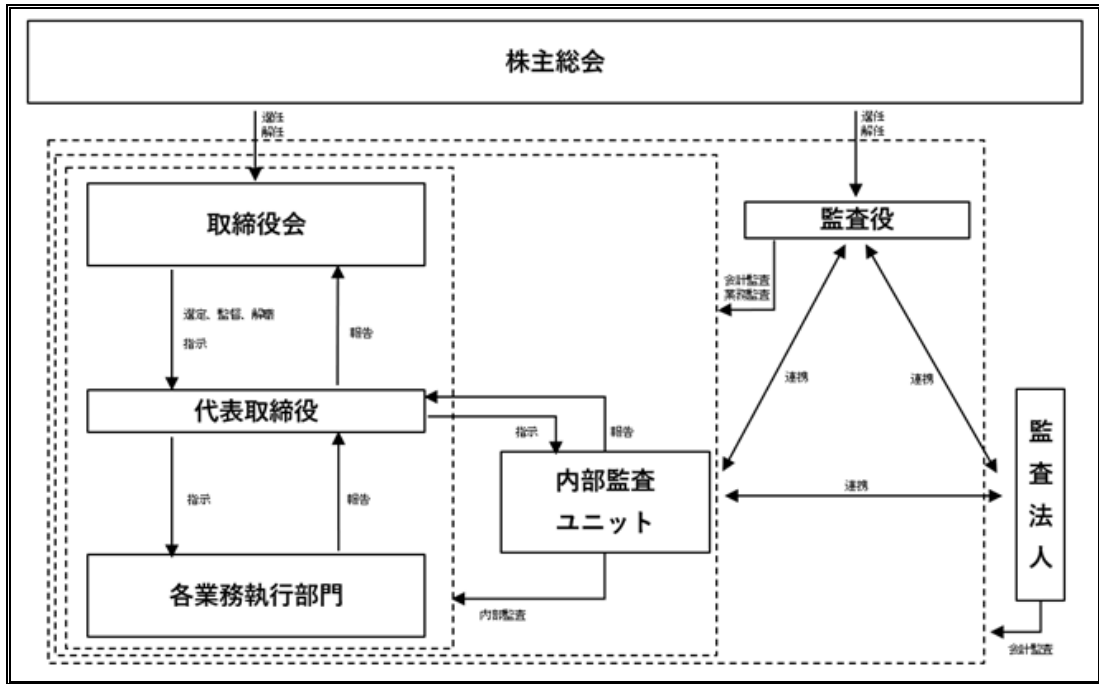 株主総会
選任
解任
選任
解任
取締役会
監査役
会計監査
業務監査
選定、監督、解職
指示
報告
連携
連携
代表取締役
指示
報告
内部監査
ユニット
連携
監査法人
指示
報告
各業務執行部門
内部監査
会計監査